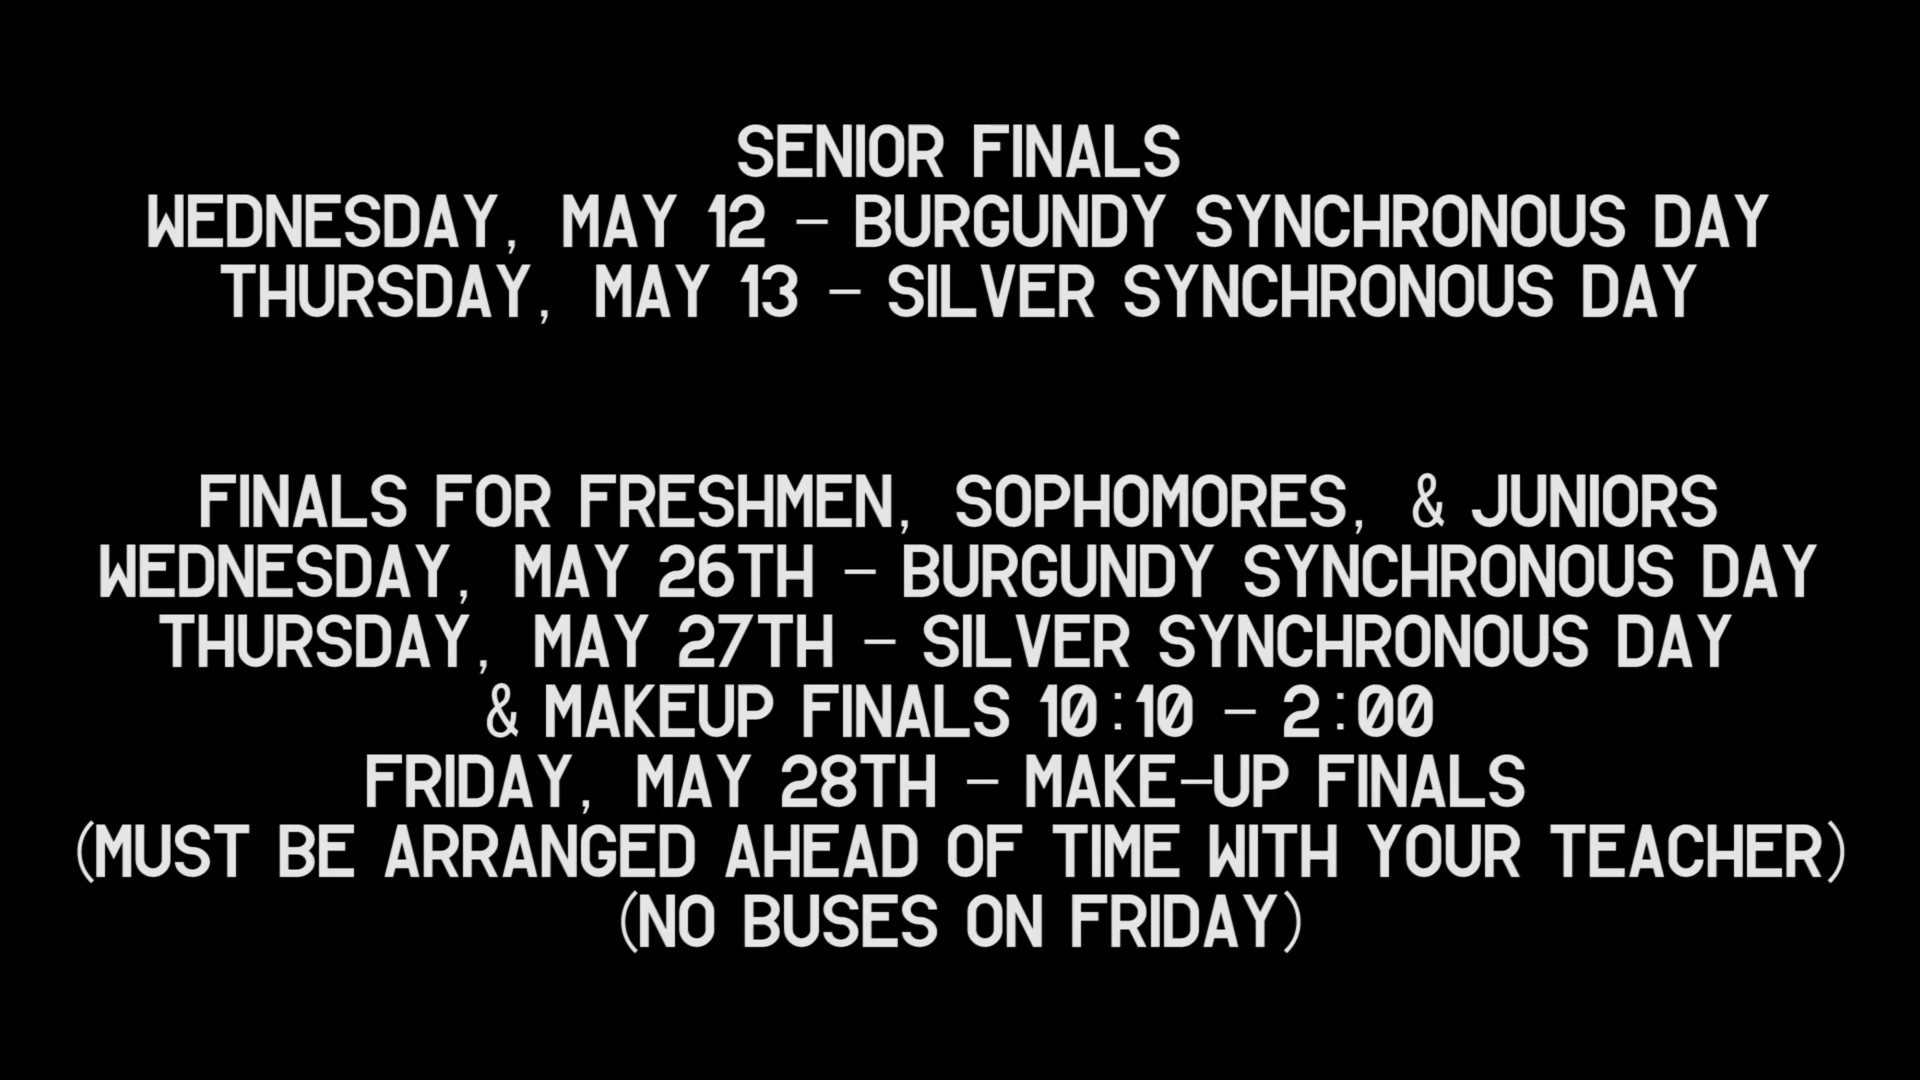 SENIOR FINALS
WEDNESDAY, MAY 12 - BURGUNDY SYNCHRONOUS DAY
THURSDAY, MAY 13 - SILVER SYNCHRONOUS DAY
FINALS FOR FRESHMEN, SOPHOMORES, & JUNIORS
WEDNESDAY, MAY 26TH - BURGUNDY SYNCHRONOUS DAY
THURSDAY, MAY 27TH - SILVER SYNCHRONOUS DAY
& MAKEUP FINALS 10:10 - 2:00
FRIDAY, MAY 28TH - MAKE-UP FINALS
(MUST BE ARRANGED AHEAD OF TIME WITH YOUR TEACHER)
(NO BUSES ON FRIDAY)